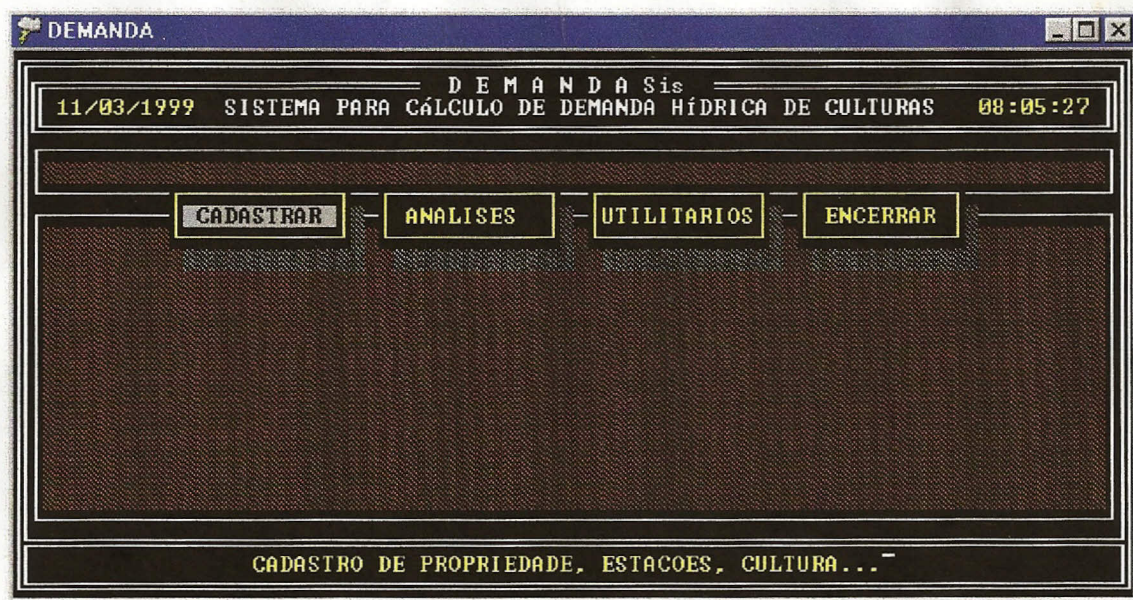 DEMANDA
D E M A N D A Sis
11/03/1999 SISTEMA PARA CáLCULO DE DEMANDA HíDRICA DE CULTURAS 08:05:27
CADASTRAR ANALISES UTILITARIOS ENCERRAR
CADASTRO DE PROPRIEDADE, ESTACOES, CULTURA...